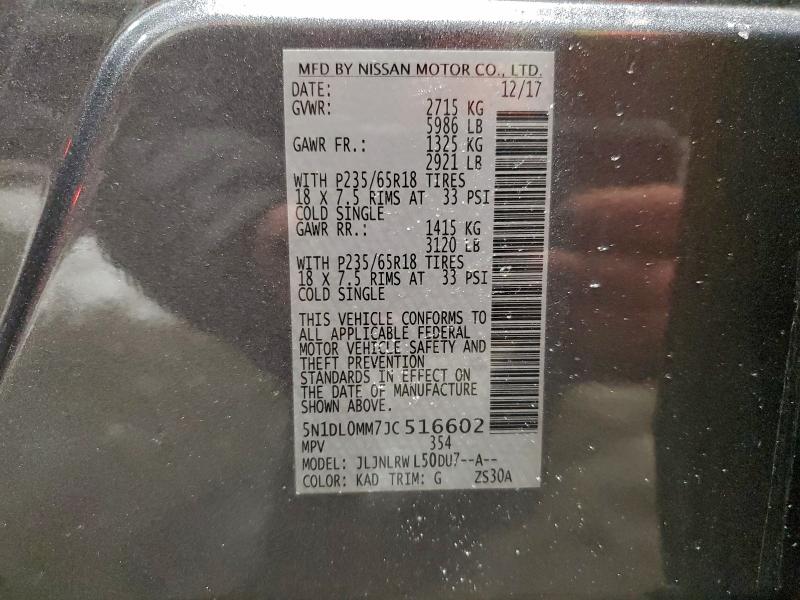 MFD BY NISSAN MOTOR CO., LTD.
DATE: 12/17
GVWR: 2715 KG
5986 LB
GAWR FR.: 1325 KG
2921 LB
WITH P235/65R18 TIRES
18 X 7.5 RIMS AT 33 PSI
COLD SINGLE
GAWR RR.: 1415 KG
3120 LB
WITH P235/65R18 TIRES
18 X 7.5 RIMS AT 33 PSI
COLD SINGLE
THIS VEHICLE CONFORMS TO
ALL APPLICABLE FEDERAL
MOTOR VEHICLE SAFETY AND
THEFT PREVENTION
STANDARDS IN EFFECT ON
THE DATE OF MANUFACTURE
SHOWN ABOVE.
5N1DL0MM7JC516602
MPV 354
MODEL: JLJNLRWL50DU7--A--
COLOR: KAD TRIM: G ZS30A